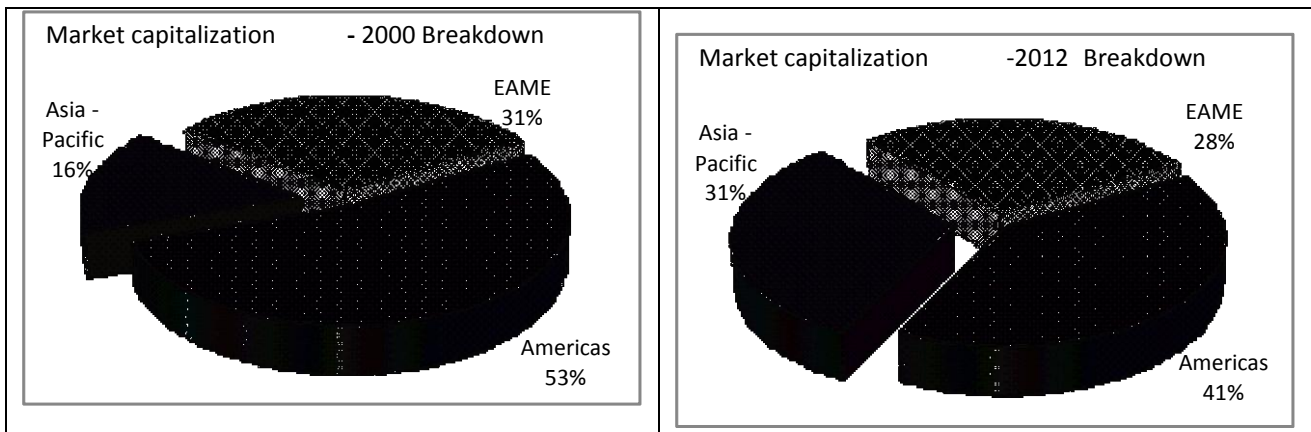 Market capitalization - 2000 Breakdown
EAME
31%
Asia -
Pacific
16%
Americas
53%
Market capitalization -2012 Breakdown
EAME
28%
Asia -
Pacific
31%
Americas
41%